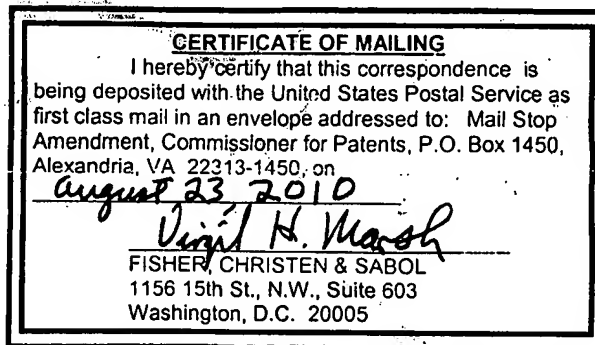 CERTIFICATE OF MAILING
I hereby certify that this correspondence is
being deposited with the United States Postal Service as
first class mail in an envelope addressed to: Mail Stop
Amendment, Commissioner for Patents, P.O. Box 1450,
Alexandria, VA 22313-1450, on
August 23, 2010
Virgil H. Marsh
FISHER, CHRISTEN & SABOL
1156 15th St., N.W., Suite 603
Washington, D.C. 20005